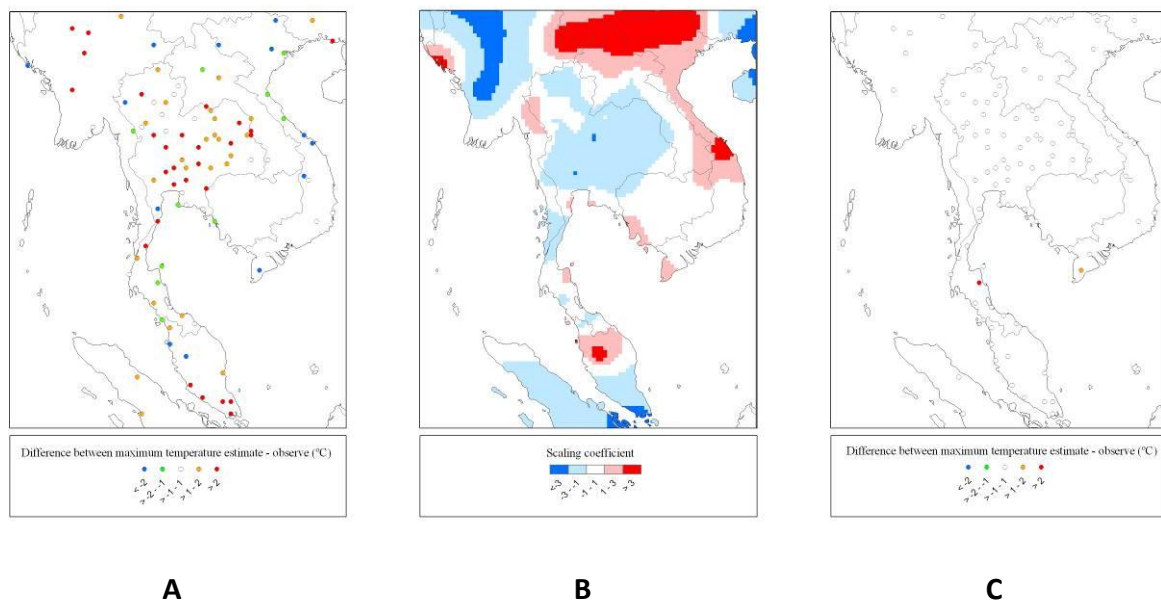 Difference between maximum temperature estimate - observe (°C)
<-2
>-2--1
>-1-1
>1-2
>2
Scaling coefficient
<-3
-3--1
-1-1
1-3
>3
Difference between maximum temperature estimate - observe (°C)
<-2
>-2--1
>-1-1
>1-2
>2
A
B
C